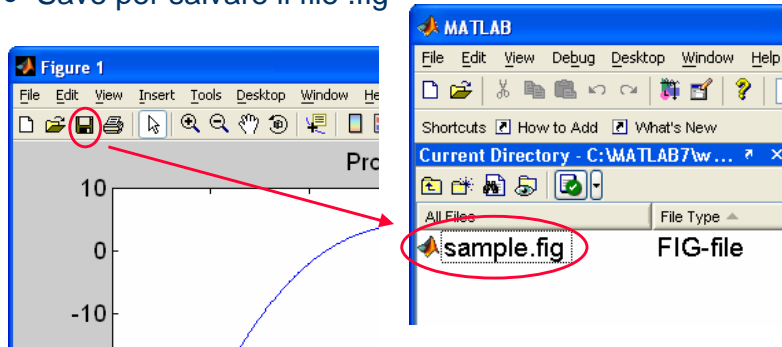 Save per salvare il file .fig
Figure 1
File Edit View Insert Tools Desktop Window He
Pro
10
0
-10
MATLAB
File Edit View Debug Desktop Window Help
Shortcuts How to Add What's New
Current Directory - C:\MATLAB7\w...
All Files File Type
sample.fig FIG-file